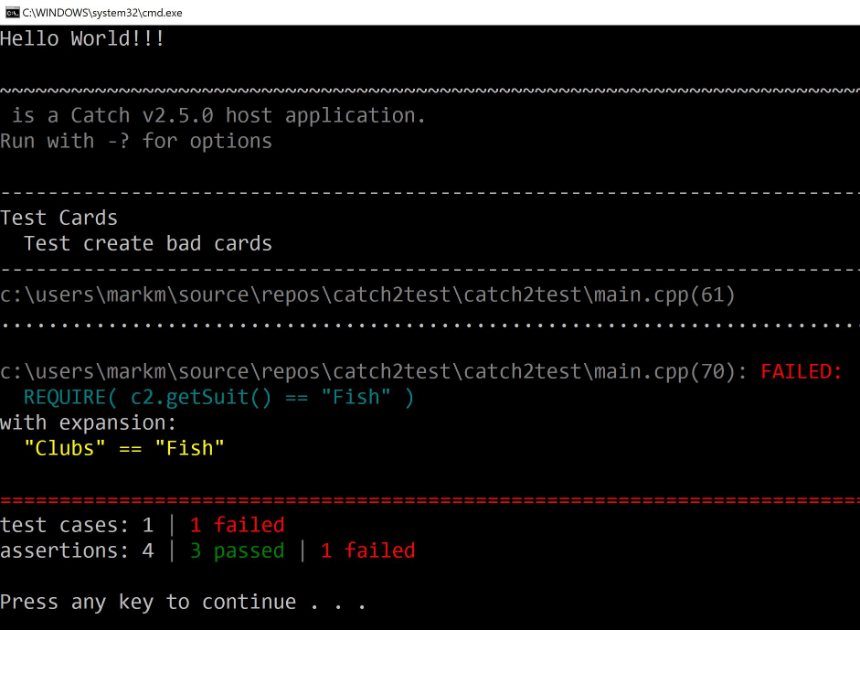 C:\WINDOWS\system32\cmd.exe
Hello World!!!
~~~~~~~~~~~~~~~~~~~~~~~~~~~~~~~~~~~~~~~~~~~~~~~~~~~~~~~~~~~~~~~~~~~~~~~~~
 is a Catch v2.5.0 host application.
Run with -? for options
-------------------------------------------------------------------------
Test Cards
  Test create bad cards
-------------------------------------------------------------------------
c:\users\markm\source\repos\catch2test\catch2test\main.cpp(61)
.........................................................................
c:\users\markm\source\repos\catch2test\catch2test\main.cpp(70): FAILED:
  REQUIRE( c2.getSuit() == "Fish" )
with expansion:
  "Clubs" == "Fish"
=========================================================================
test cases: 1 | 1 failed
assertions: 4 | 3 passed | 1 failed
Press any key to continue . . .